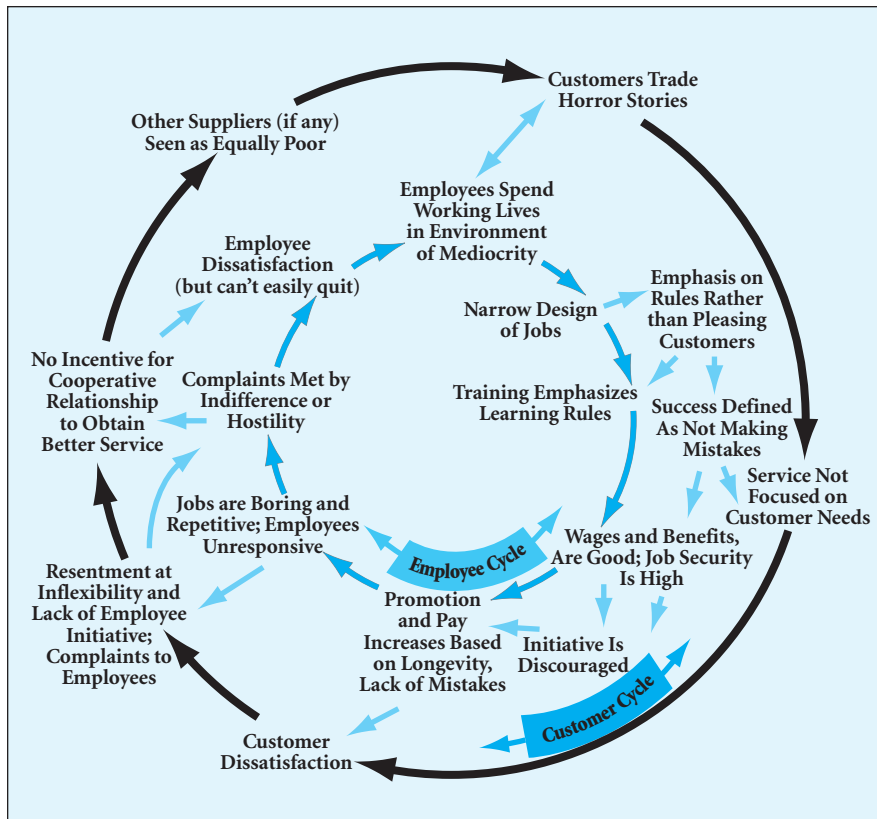 Customers Trade
Horror Stories
Other Suppliers (if any)
Seen as Equally Poor
Employees Spend
Working Lives
in Environment
of Mediocrity
Employee
Dissatisfaction
(but can't easily quit)
Emphasis on
Rules Rather
than Pleasing
Customers
Narrow Design
of Jobs
No Incentive for
Cooperative
Relationship
to Obtain
Better Service
Complaints Met by
Indifference or
Hostility
Training Emphasizes
Learning Rules
Success Defined
As Not Making
Mistakes
Service Not
Focused on
Customer Needs
Jobs are Boring and
Repetitive; Employees
Unresponsive
Employee Cycle
Wages and Benefits,
Are Good; Job Security
Is High
Resentment at
Inflexibility and
Lack of Employee
Initiative;
Complaints to
Employees
Promotion
and Pay
Increases Based
on Longevity,
Lack of Mistakes
Initiative Is
Discouraged
Customer Cycle
Customer
Dissatisfaction